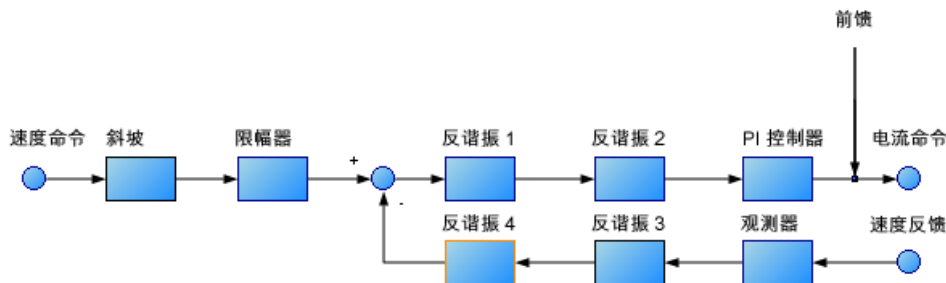 前馈
速度命令
斜坡
限幅器
反谐振 1
反谐振 2
PI 控制器
电流命令
+
-
反谐振 4
反谐振 3
观测器
速度反馈